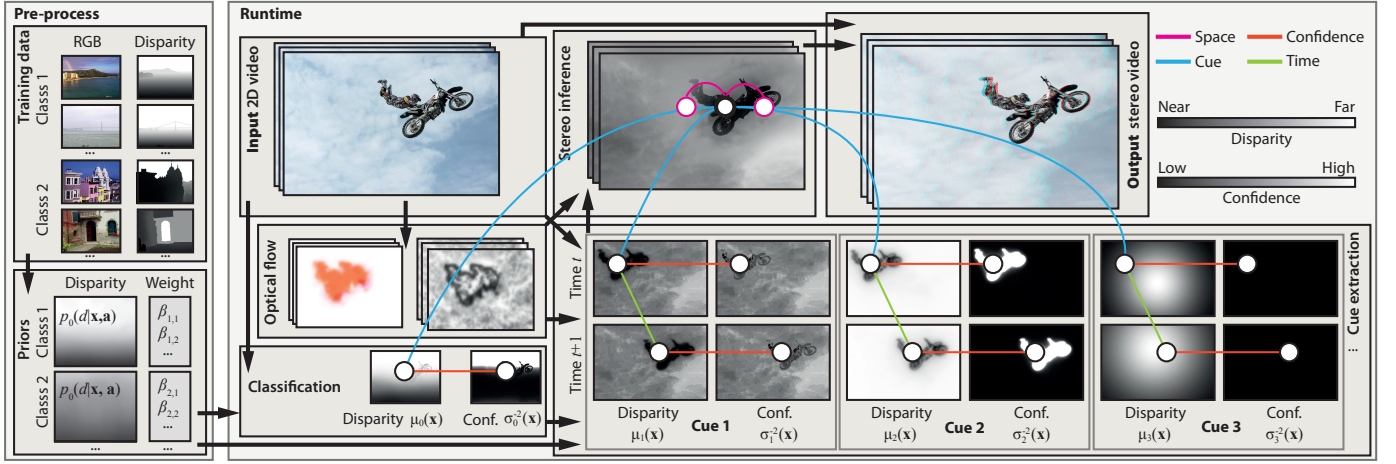 Pre-process
Training data
RGB
Disparity
Classs 1
...
...
Classs 2
...
...
Priors
Disparity
Weight
Classs 1
p₀(d|x,a)
β₁,₁
β₁,₂
...
Classs 2
p₀(d|x, a)
β₂,₁
β₂,₂
...
...
...
Runtime
Input 2D video
Stereo inference
Output stereo video
Space
Confidence
Cue
Time
Near
Far
Disparity
Low
High
Confidence
Optical flow
Classification
Disparity μ₀(x)
Conf. σ₀⁻²(x)
Time t
Time t+1
Disparity
Conf.
μ₁(x)
Cue 1
σ₁⁻²(x)
Disparity
Conf.
μ₂(x)
Cue 2
σ₂⁻²(x)
Disparity
Conf.
μ₃(x)
Cue 3
σ₃⁻²(x)
Cue extraction
...